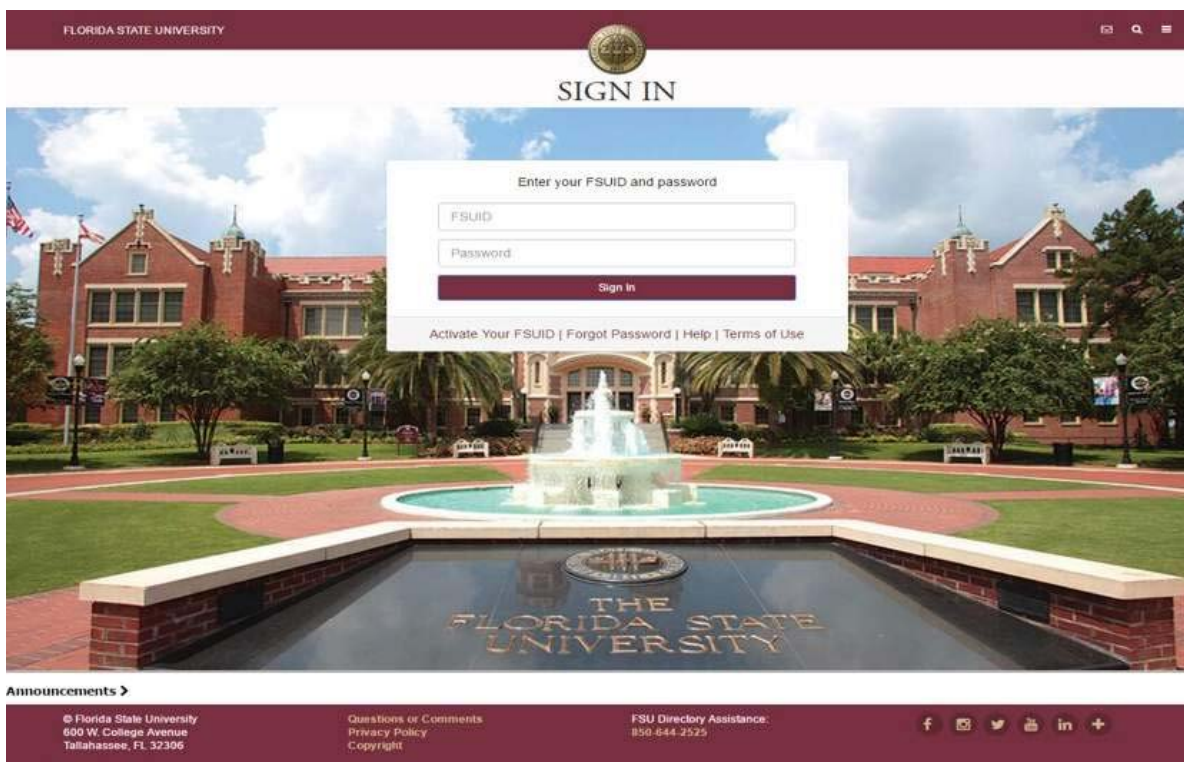 FLORIDA STATE UNIVERSITY
SIGN IN
Enter your FSUID and password
FSUID
Password
Sign In
Activate Your FSUID | Forgot Password | Help | Terms of Use
THE
FLORIDA STATE
UNIVERSITY
Announcements
© Florida State University
600 W. College Avenue
Tallahassee, FL 32306
Questions or Comments
Privacy Policy
Copyright
FSU Directory Assistance:
850-644-2525